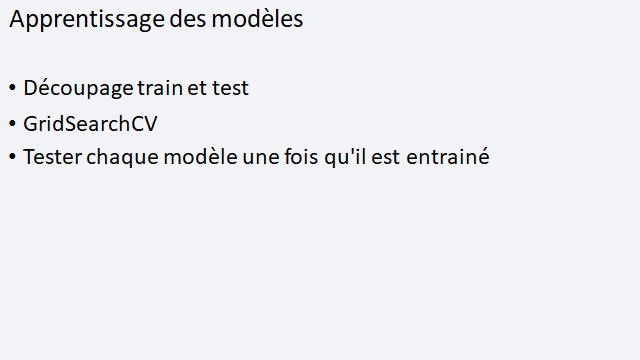 Apprentissage des modèles
• Découpage train et test
• GridSearchCV
• Tester chaque modèle une fois qu'il est entrainé